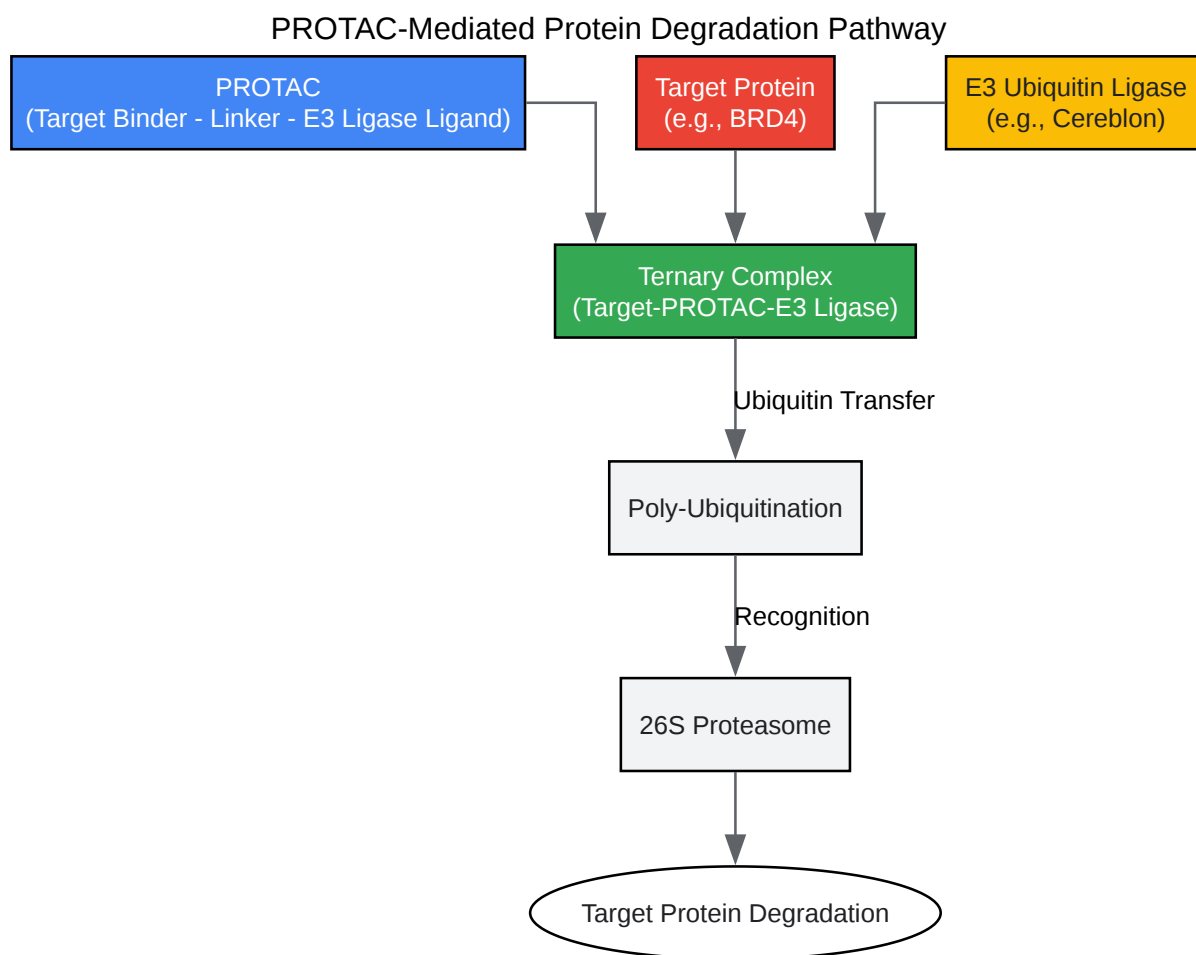 PROTAC-Mediated Protein Degradation Pathway
PROTAC
(Target Binder - Linker - E3 Ligase Ligand)
Target Protein
(e.g., BRD4)
E3 Ubiquitin Ligase
(e.g., Cereblon)
Ternary Complex
(Target-PROTAC-E3 Ligase)
Ubiquitin Transfer
Poly-Ubiquitination
Recognition
26S Proteasome
Target Protein Degradation